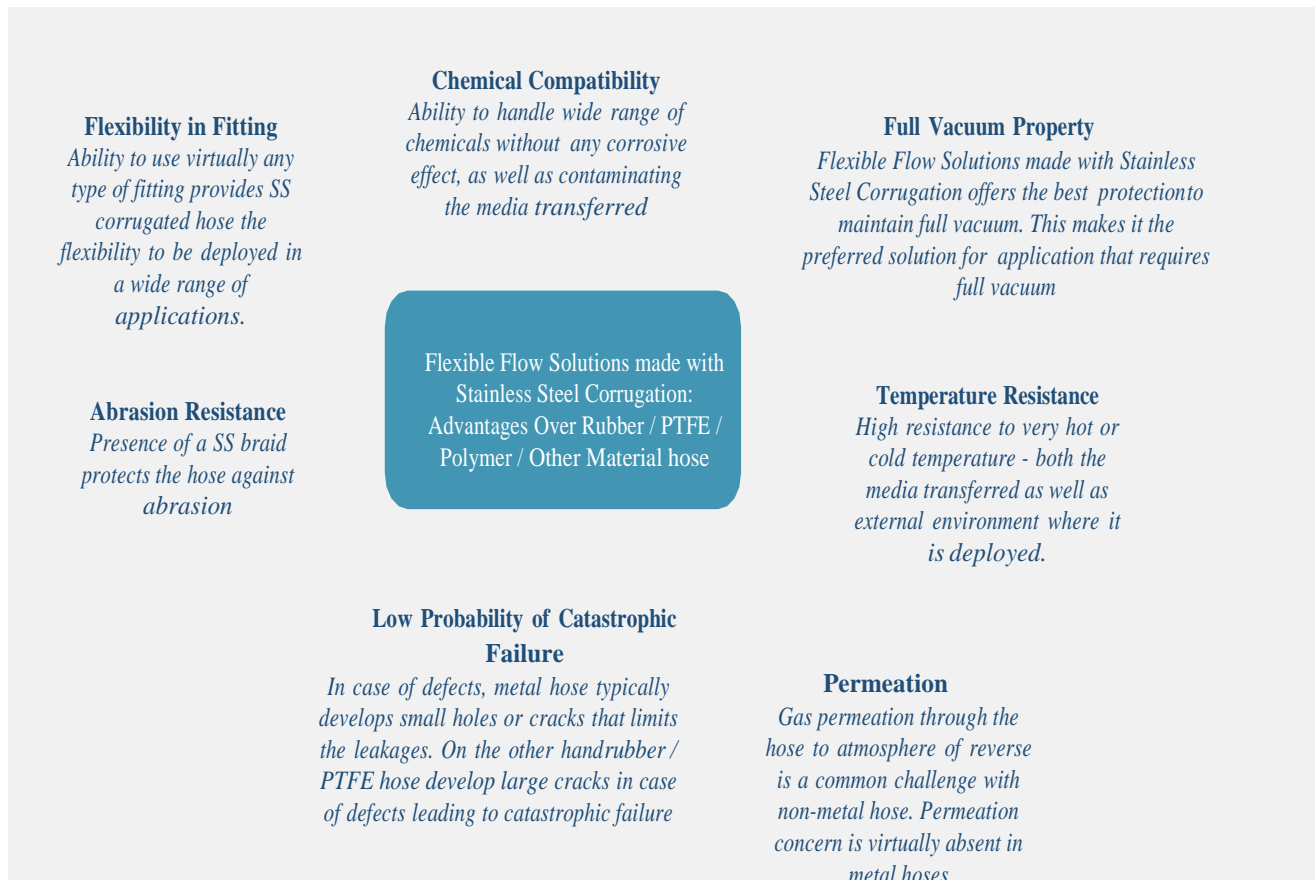 Chemical Compatibility
Ability to handle wide range of
chemicals without any corrosive
effect, as well as contaminating
the media transferred
Flexibility in Fitting
Ability to use virtually any
type of fitting provides SS
corrugated hose the
flexibility to be deployed in
a wide range of
applications.
Full Vacuum Property
Flexible Flow Solutions made with Stainless
Steel Corrugation offers the best protectionto
maintain full vacuum. This makes it the
preferred solution for application that requires
full vacuum
Flexible Flow Solutions made with
Stainless Steel Corrugation:
Advantages Over Rubber / PTFE /
Polymer / Other Material hose
Abrasion Resistance
Presence of a SS braid
protects the hose against
abrasion
Temperature Resistance
High resistance to very hot or
cold temperature - both the
media transferred as well as
external environment where it
is deployed.
Low Probability of Catastrophic
Failure
In case of defects, metal hose typically
develops small holes or cracks that limits
the leakages. On the other handrubber /
PTFE hose develop large cracks in case
of defects leading to catastrophic failure
Permeation
Gas permeation through the
hose to atmosphere of reverse
is a common challenge with
non-metal hose. Permeation
concern is virtually absent in
metal hoses